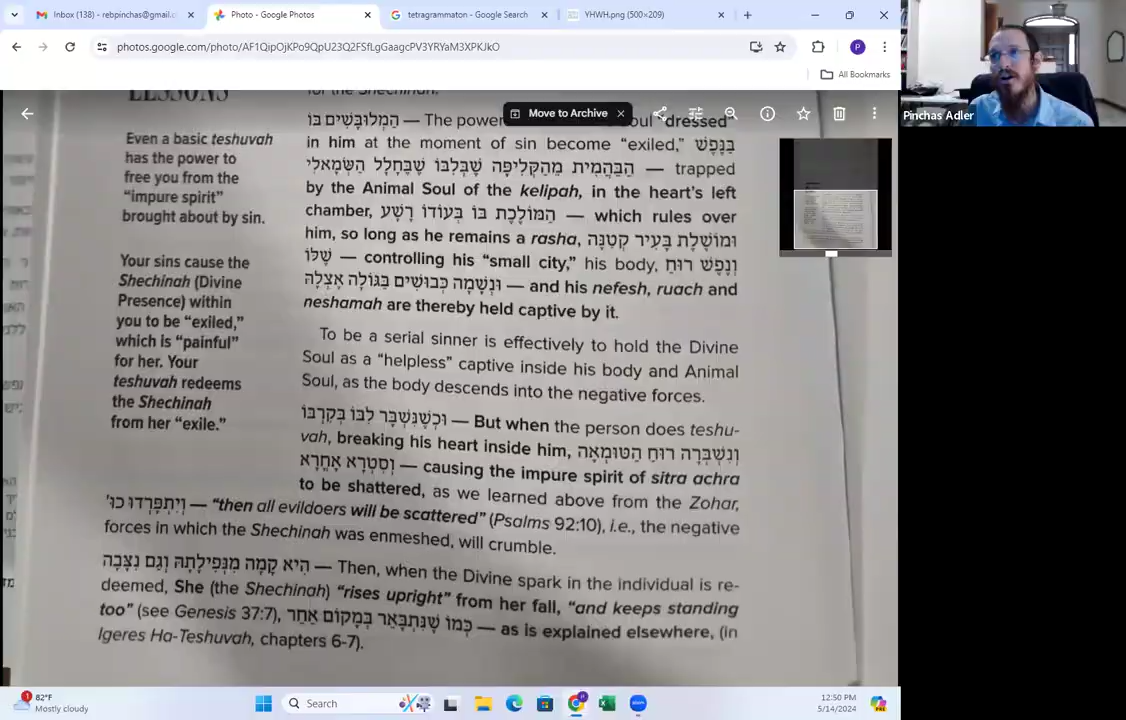 Inbox (138) - rebpinchas@gmail.c
Photo - Google Photos
tetragrammaton - Google Search
YHWH.png (500×209)
photos.google.com/photo/AF1QipOjKPo9QpU23Q2FSfLgGaagcPV3YRYaM3XPKJkO
All Bookmarks
Pinchas Adler
Move to Archive
LESSONS
Even a basic teshuvah
has the power to
free you from the
“impure spirit”
brought about by sin.
Your sins cause the
Shechinah (Divine
Presence) within
you to be “exiled,”
which is “painful”
for her. Your
teshuvah redeems
the Shechinah
from her “exile.”
for (the Shechinah.
הַמְלוּבָּשִׁים בּוֹ — The power soul “dressed”
in him at the moment of sin become “exiled,” בַּנֶּפֶשׁ
הַבַּהֲמִית מֵהַקְּלִיפָּה שֶׁבְּלִבּוֹ שֶׁבְּחָלָל הַשְּׂמָאלִי — trapped
by the Animal Soul of the kelipah, in the heart’s left
chamber, הַמּוֹלֶכֶת בּוֹ בְּעוֹדוֹ רָשָׁע — which rules over
him, so long as he remains a rasha, וּמוֹשֶׁלֶת בָּעִיר קְטַנָּה
שֶׁלּוֹ — controlling his “small city,” his body, וְנֶפֶשׁ רוּחַ
וּנְשָׁמָה כְּבוּשִׁים בַּגּוֹלָה אֶצְלָהּ — and his nefesh, ruach and
neshamah are thereby held captive by it.
To be a serial sinner is effectively to hold the Divine
Soul as a “helpless” captive inside his body and Animal
Soul, as the body descends into the negative forces.
וּכְשֶׁנִּשְׁבָּר לִבּוֹ בְּקִרְבּוֹ — But when the person does teshu-
vah, breaking his heart inside him, וְנִשְׁבְּרָה רוּחַ הַטּוּמְאָה
וְסִטְרָא אָחֳרָא — causing the impure spirit of sitra achra
to be shattered, as we learned above from the Zohar,
וְיִתְפָּרְדוּ כוּ' — “then all evildoers will be scattered” (Psalms 92:10), i.e., the negative
forces in which the Shechinah was enmeshed, will crumble.
הִיא קָמָה מִנְּפִילָתָהּ וְגַם נִצָּבָה — Then, when the Divine spark in the individual is re-
deemed, She (the Shechinah) “rises upright” from her fall, “and keeps standing
too” (see Genesis 37:7), כְּמוֹ שֶׁנִּתְבָּאֵר בְּמָקוֹם אַחֵר — as is explained elsewhere, (in
Igeres Ha-Teshuvah, chapters 6-7).
82°F
Mostly cloudy
Search
12:50 PM
5/14/2024